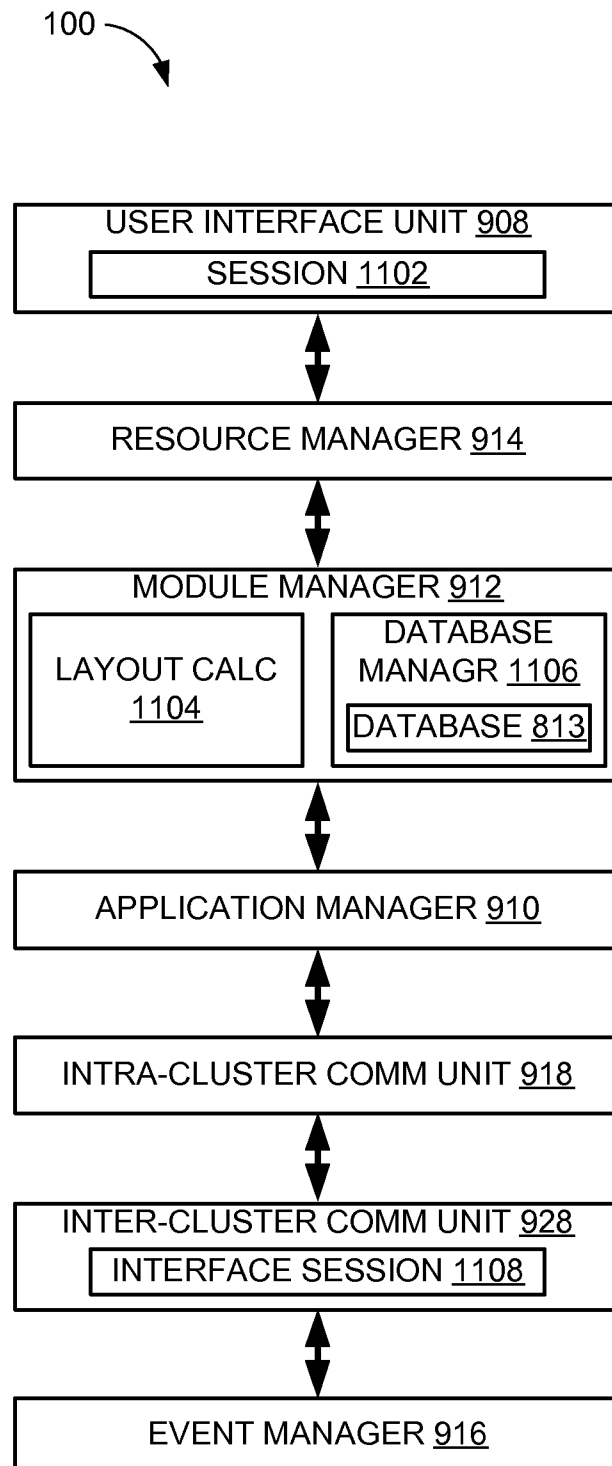 100
USER INTERFACE UNIT 908
SESSION 1102
RESOURCE MANAGER 914
MODULE MANAGER 912
LAYOUT CALC
1104
DATABASE
MANAGR 1106
DATABASE 813
APPLICATION MANAGER 910
INTRA-CLUSTER COMM UNIT 918
INTER-CLUSTER COMM UNIT 928
INTERFACE SESSION 1108
EVENT MANAGER 916